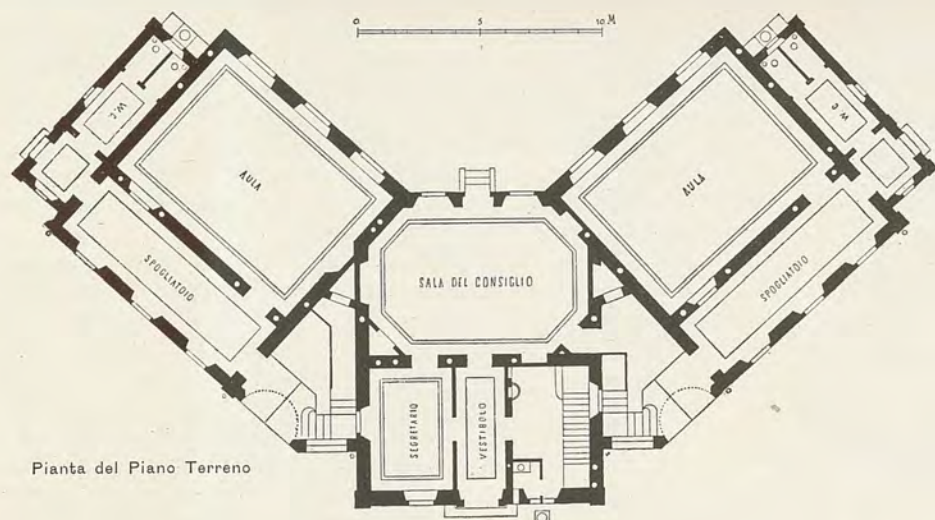 0 5 10 M
W.C.
W.C.
AULA
AULA
SPOGLIATOIO
SPOGLIATOIO
SALA DEL CONSIGLIO
SEGRETARIO
VESTIBOLO
Pianta del Piano Terreno